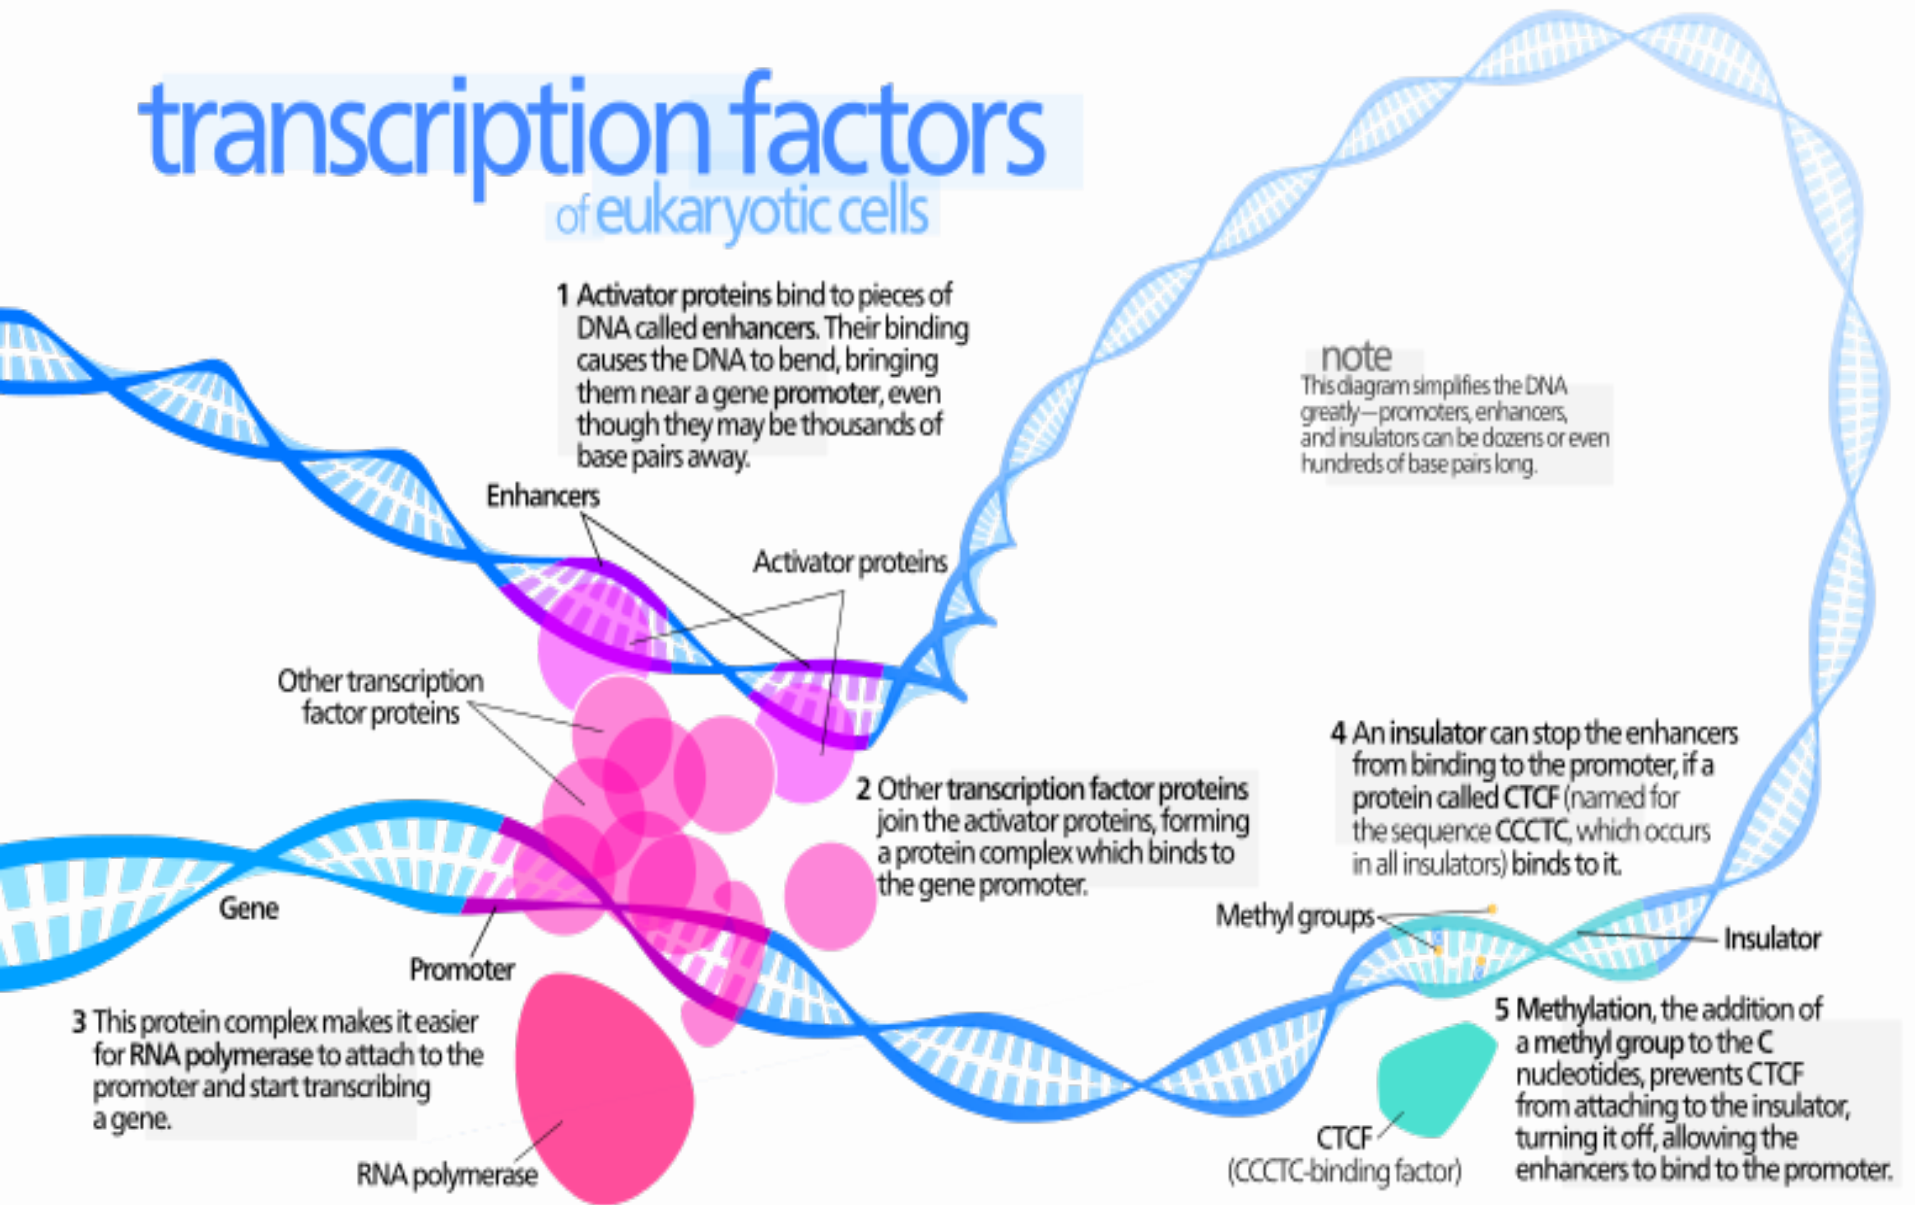 transcription factors
of eukaryotic cells
1 Activator proteins bind to pieces of
DNA called enhancers. Their binding
causes the DNA to bend, bringing
them near a gene promoter, even
though they may be thousands of
base pairs away.
note
This diagram simplifies the DNA
greatly—promoters, enhancers,
and insulators can be dozens or even
hundreds of base pairs long.
Enhancers
Activator proteins
Other transcription
factor proteins
2 Other transcription factor proteins
join the activator proteins, forming
a protein complex which binds to
the gene promoter.
4 An insulator can stop the enhancers
from binding to the promoter, if a
protein called CTCF (named for
the sequence CCCTC, which occurs
in all insulators) binds to it.
Gene
Methyl groups
Insulator
Promoter
3 This protein complex makes it easier
for RNA polymerase to attach to the
promoter and start transcribing
a gene.
RNA polymerase
5 Methylation, the addition of
a methyl group to the C
nucleotides, prevents CTCF
from attaching to the insulator,
turning it off, allowing the
enhancers to bind to the promoter.
CTCF
(CCCTC-binding factor)